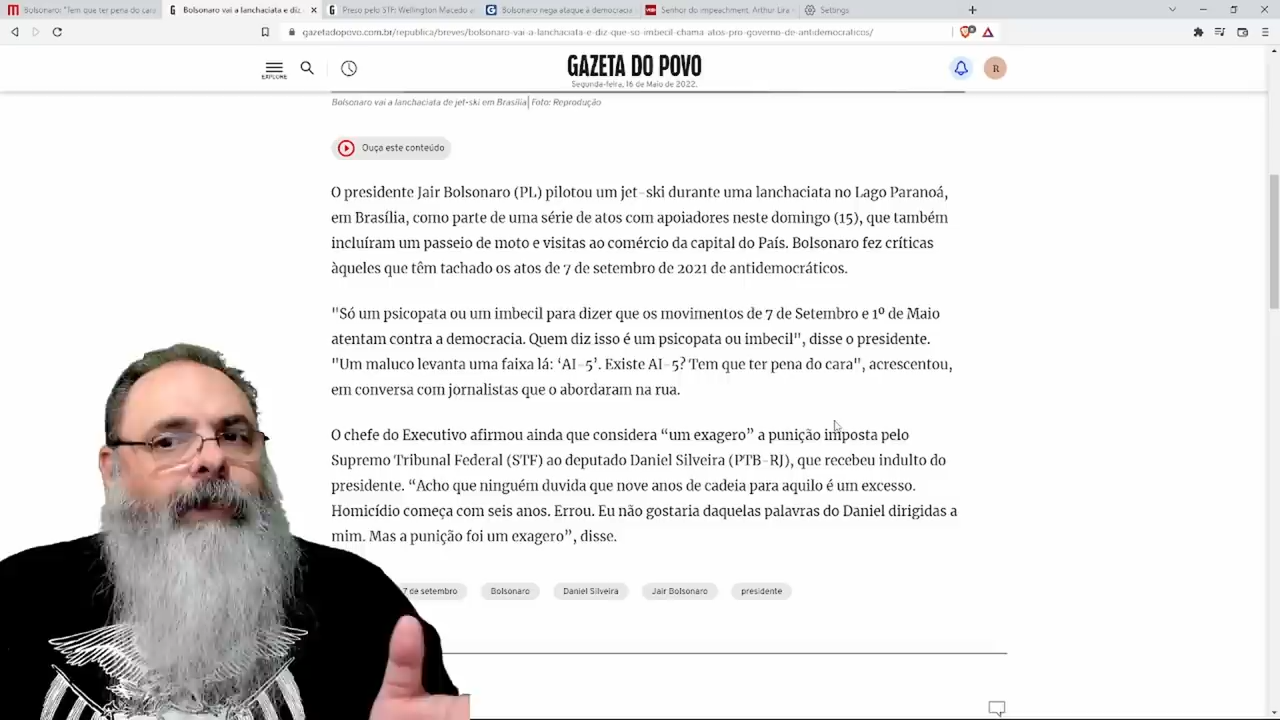 Bolsonaro: "Tem que ter pena do cara
Bolsonaro vai a lanchaciata e diz
Preso pelo STF: Wellington Macedo a
Bolsonaro nega ataque à democracia
Senhor do impeachment, Arthur Lira
Settings
gazetadopovo.com.br/republica/breves/bolsonaro-vai-a-lanchaciata-e-diz-que-so-imbecil-chama-atos-pro-governo-de-antidemocraticos/
EXPLORE
GAZETA DO POVO
R
Segunda-feira, 16 de Maio de 2022.
Bolsonaro vai a lanchaciata de jet-ski em Brasília| Foto: Reprodução
Ouça este conteúdo
O presidente Jair Bolsonaro (PL) pilotou um jet-ski durante uma lanchaciata no Lago Paranoá,
em Brasília, como parte de uma série de atos com apoiadores neste domingo (15), que também
incluíram um passeio de moto e visitas ao comércio da capital do País. Bolsonaro fez críticas
àqueles que têm tachado os atos de 7 de setembro de 2021 de antidemocráticos.
"Só um psicopata ou um imbecil para dizer que os movimentos de 7 de Setembro e 1º de Maio
atentam contra a democracia. Quem diz isso é um psicopata ou imbecil", disse o presidente.
"Um maluco levanta uma faixa lá: ‘AI-5’. Existe AI-5? Tem que ter pena do cara", acrescentou,
em conversa com jornalistas que o abordaram na rua.
O chefe do Executivo afirmou ainda que considera “um exagero” a punição imposta pelo
Supremo Tribunal Federal (STF) ao deputado Daniel Silveira (PTB-RJ), que recebeu indulto do
presidente. “Acho que ninguém duvida que nove anos de cadeia para aquilo é um excesso.
Homicídio começa com seis anos. Errou. Eu não gostaria daquelas palavras do Daniel dirigidas a
mim. Mas a punição foi um exagero”, disse.
7 de setembro
Bolsonaro
Daniel Silveira
Jair Bolsonaro
presidente